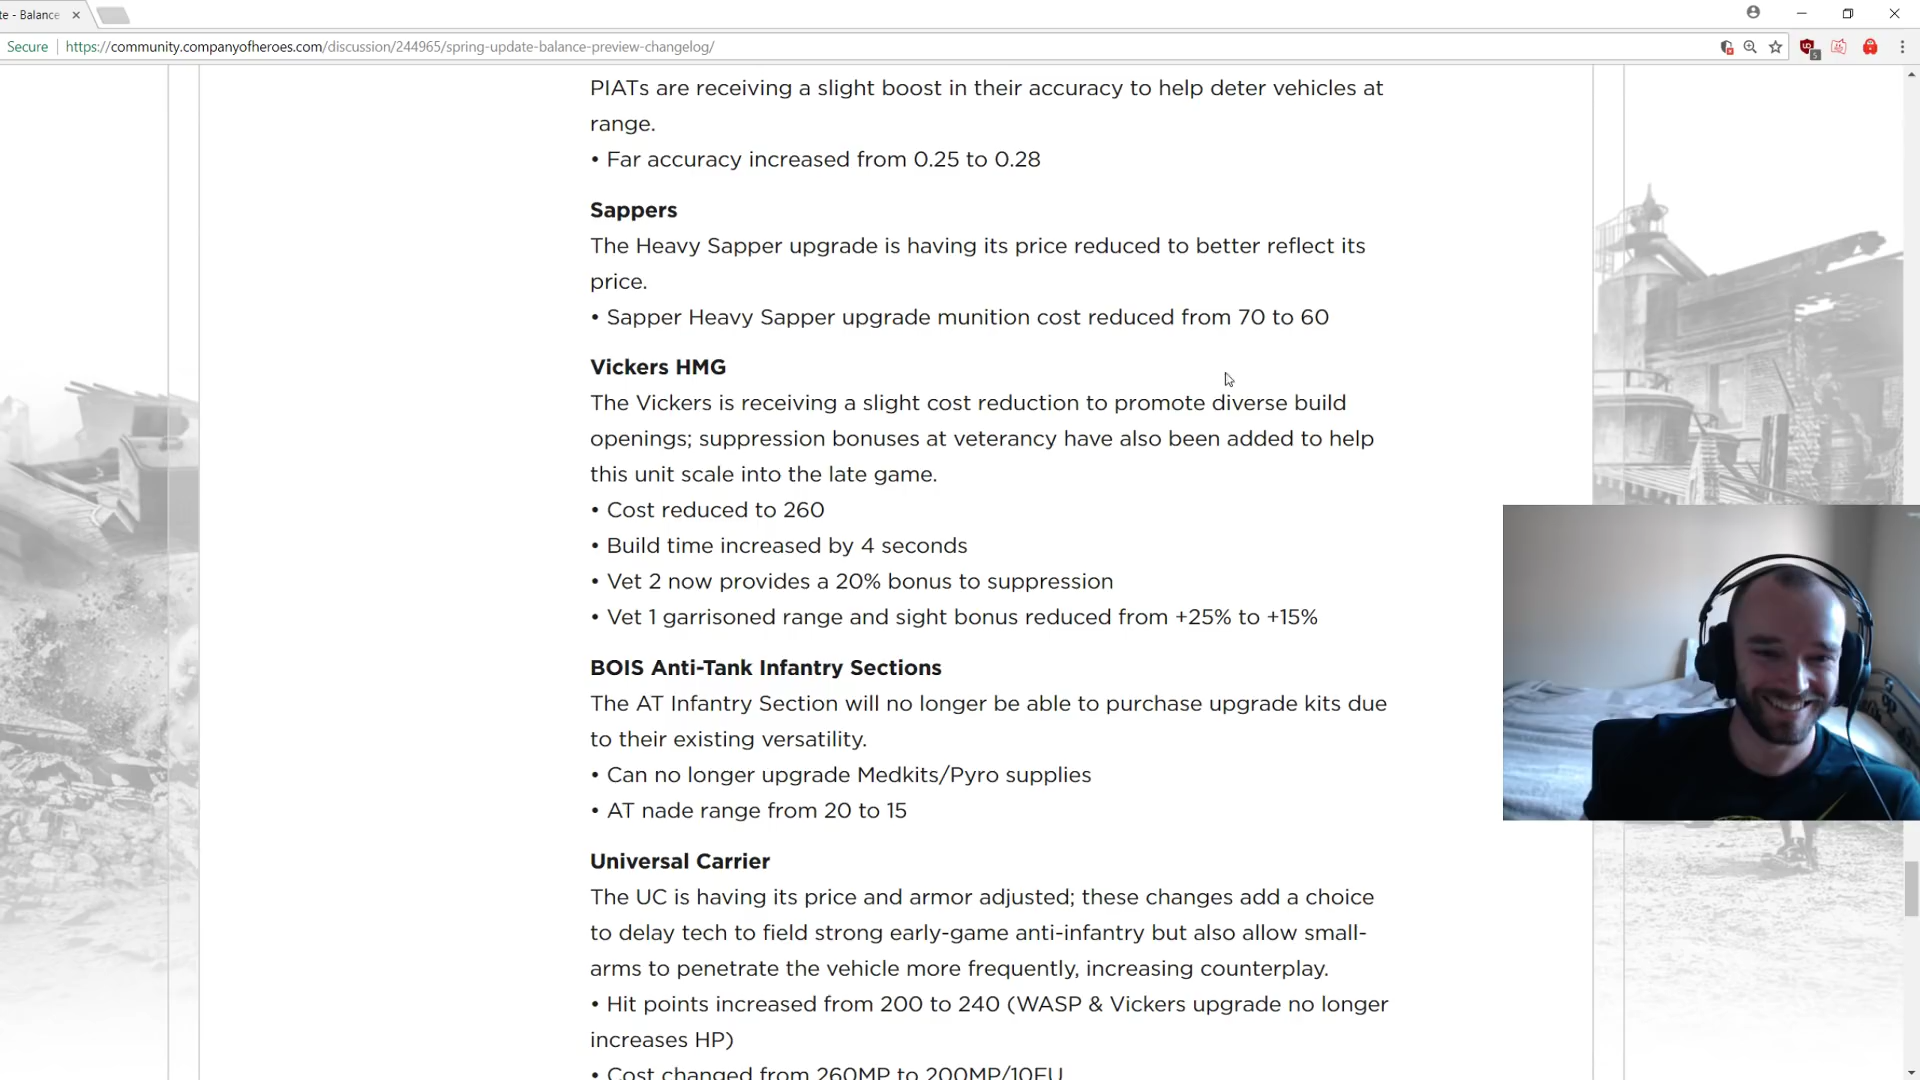 te - Balance
Secure
https://community.companyofheroes.com/discussion/244965/spring-update-balance-preview-changelog/
PIATs are receiving a slight boost in their accuracy to help deter vehicles at
range.
• Far accuracy increased from 0.25 to 0.28
Sappers
The Heavy Sapper upgrade is having its price reduced to better reflect its
price.
• Sapper Heavy Sapper upgrade munition cost reduced from 70 to 60
Vickers HMG
The Vickers is receiving a slight cost reduction to promote diverse build
openings; suppression bonuses at veterancy have also been added to help
this unit scale into the late game.
• Cost reduced to 260
• Build time increased by 4 seconds
• Vet 2 now provides a 20% bonus to suppression
• Vet 1 garrisoned range and sight bonus reduced from +25% to +15%
BOIS Anti-Tank Infantry Sections
The AT Infantry Section will no longer be able to purchase upgrade kits due
to their existing versatility.
• Can no longer upgrade Medkits/Pyro supplies
• AT nade range from 20 to 15
Universal Carrier
The UC is having its price and armor adjusted; these changes add a choice
to delay tech to field strong early-game anti-infantry but also allow small-
arms to penetrate the vehicle more frequently, increasing counterplay.
• Hit points increased from 200 to 240 (WASP & Vickers upgrade no longer
increases HP)
• Cost changed from 260MP to 200MP/10FU